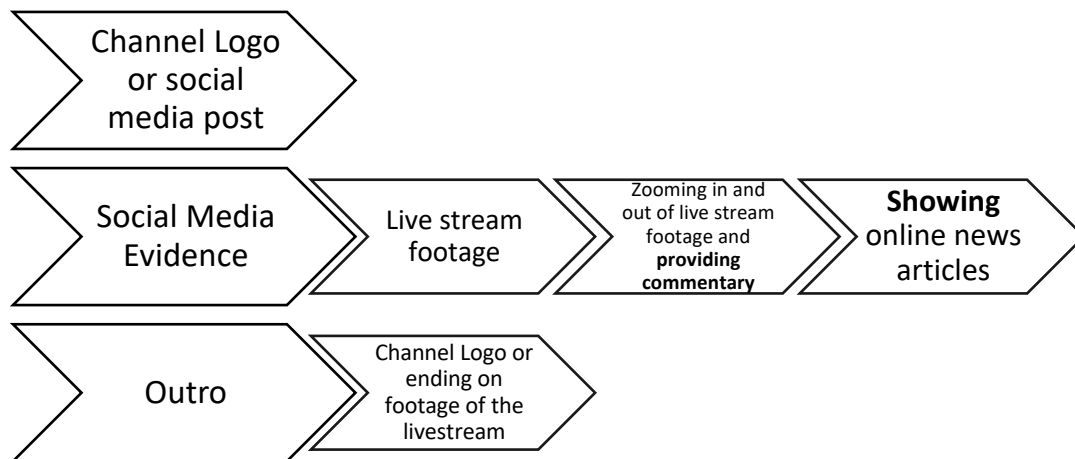 Channel Logo
or social
media post
Social Media
Evidence
Live stream
footage
Zooming in and
out of live stream
footage and
providing
commentary
Showing
online news
articles
Outro
Channel Logo or
ending on
footage of the
livestream